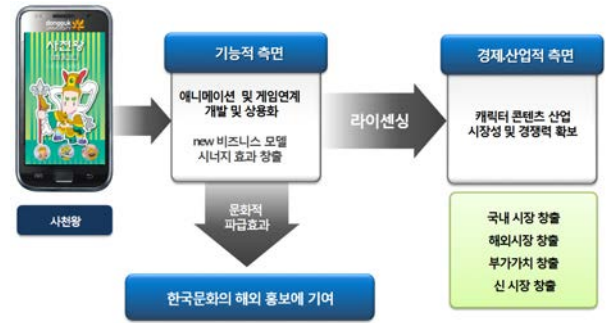 dongguk
사천왕
사천왕
기능적 측면
애니메이션 및 게임연계
개발 및 상용화
new 비즈니스 모델
시너지 효과 창출
라이센싱
경제산업적 측면
캐릭터 콘텐츠 산업
시장성 및 경쟁력 확보
국내 시장 창출
해외시장 창출
부가가치 창출
신 시장 창출
문화적
파급효과
한국문화의 해외 홍보에 기여